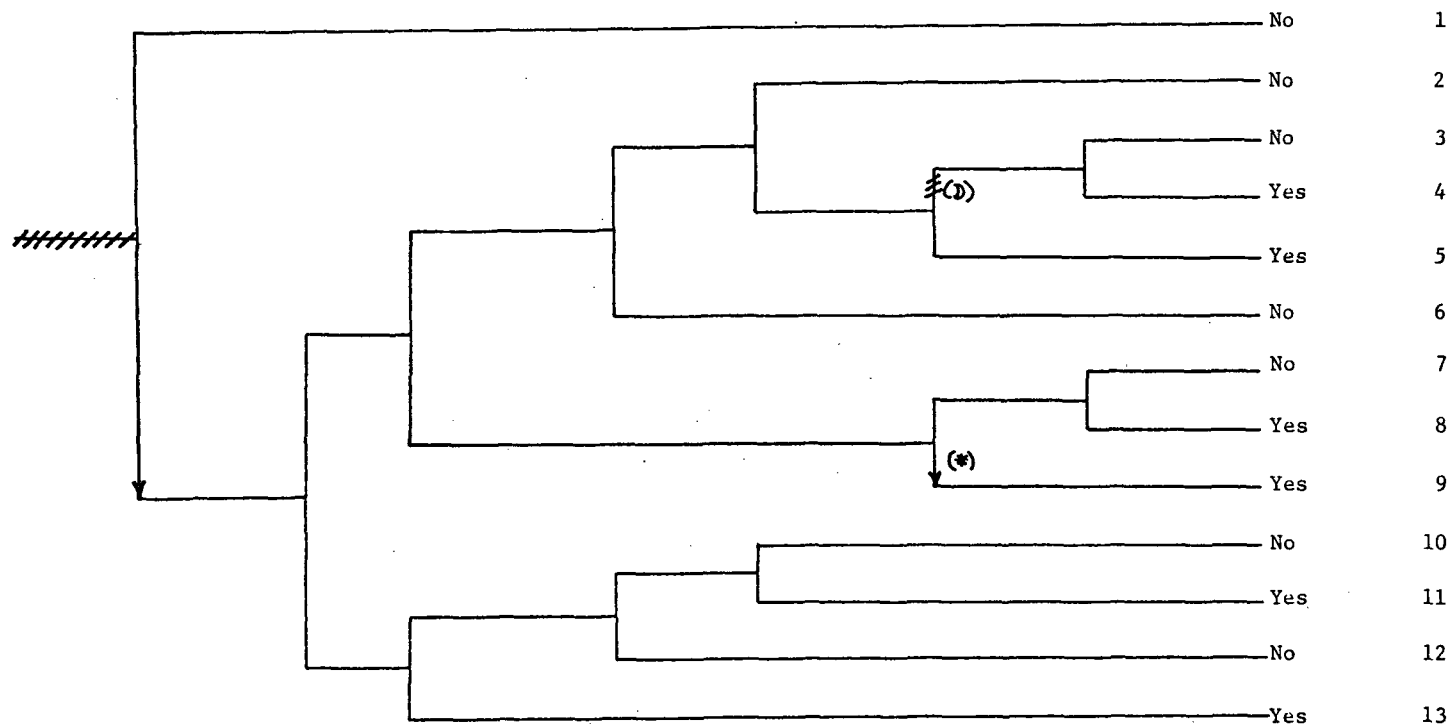 No 1
No 2
No 3
(D)
Yes 4
Yes 5
No 6
No 7
Yes 8
(*)
Yes 9
No 10
Yes 11
No 12
Yes 13